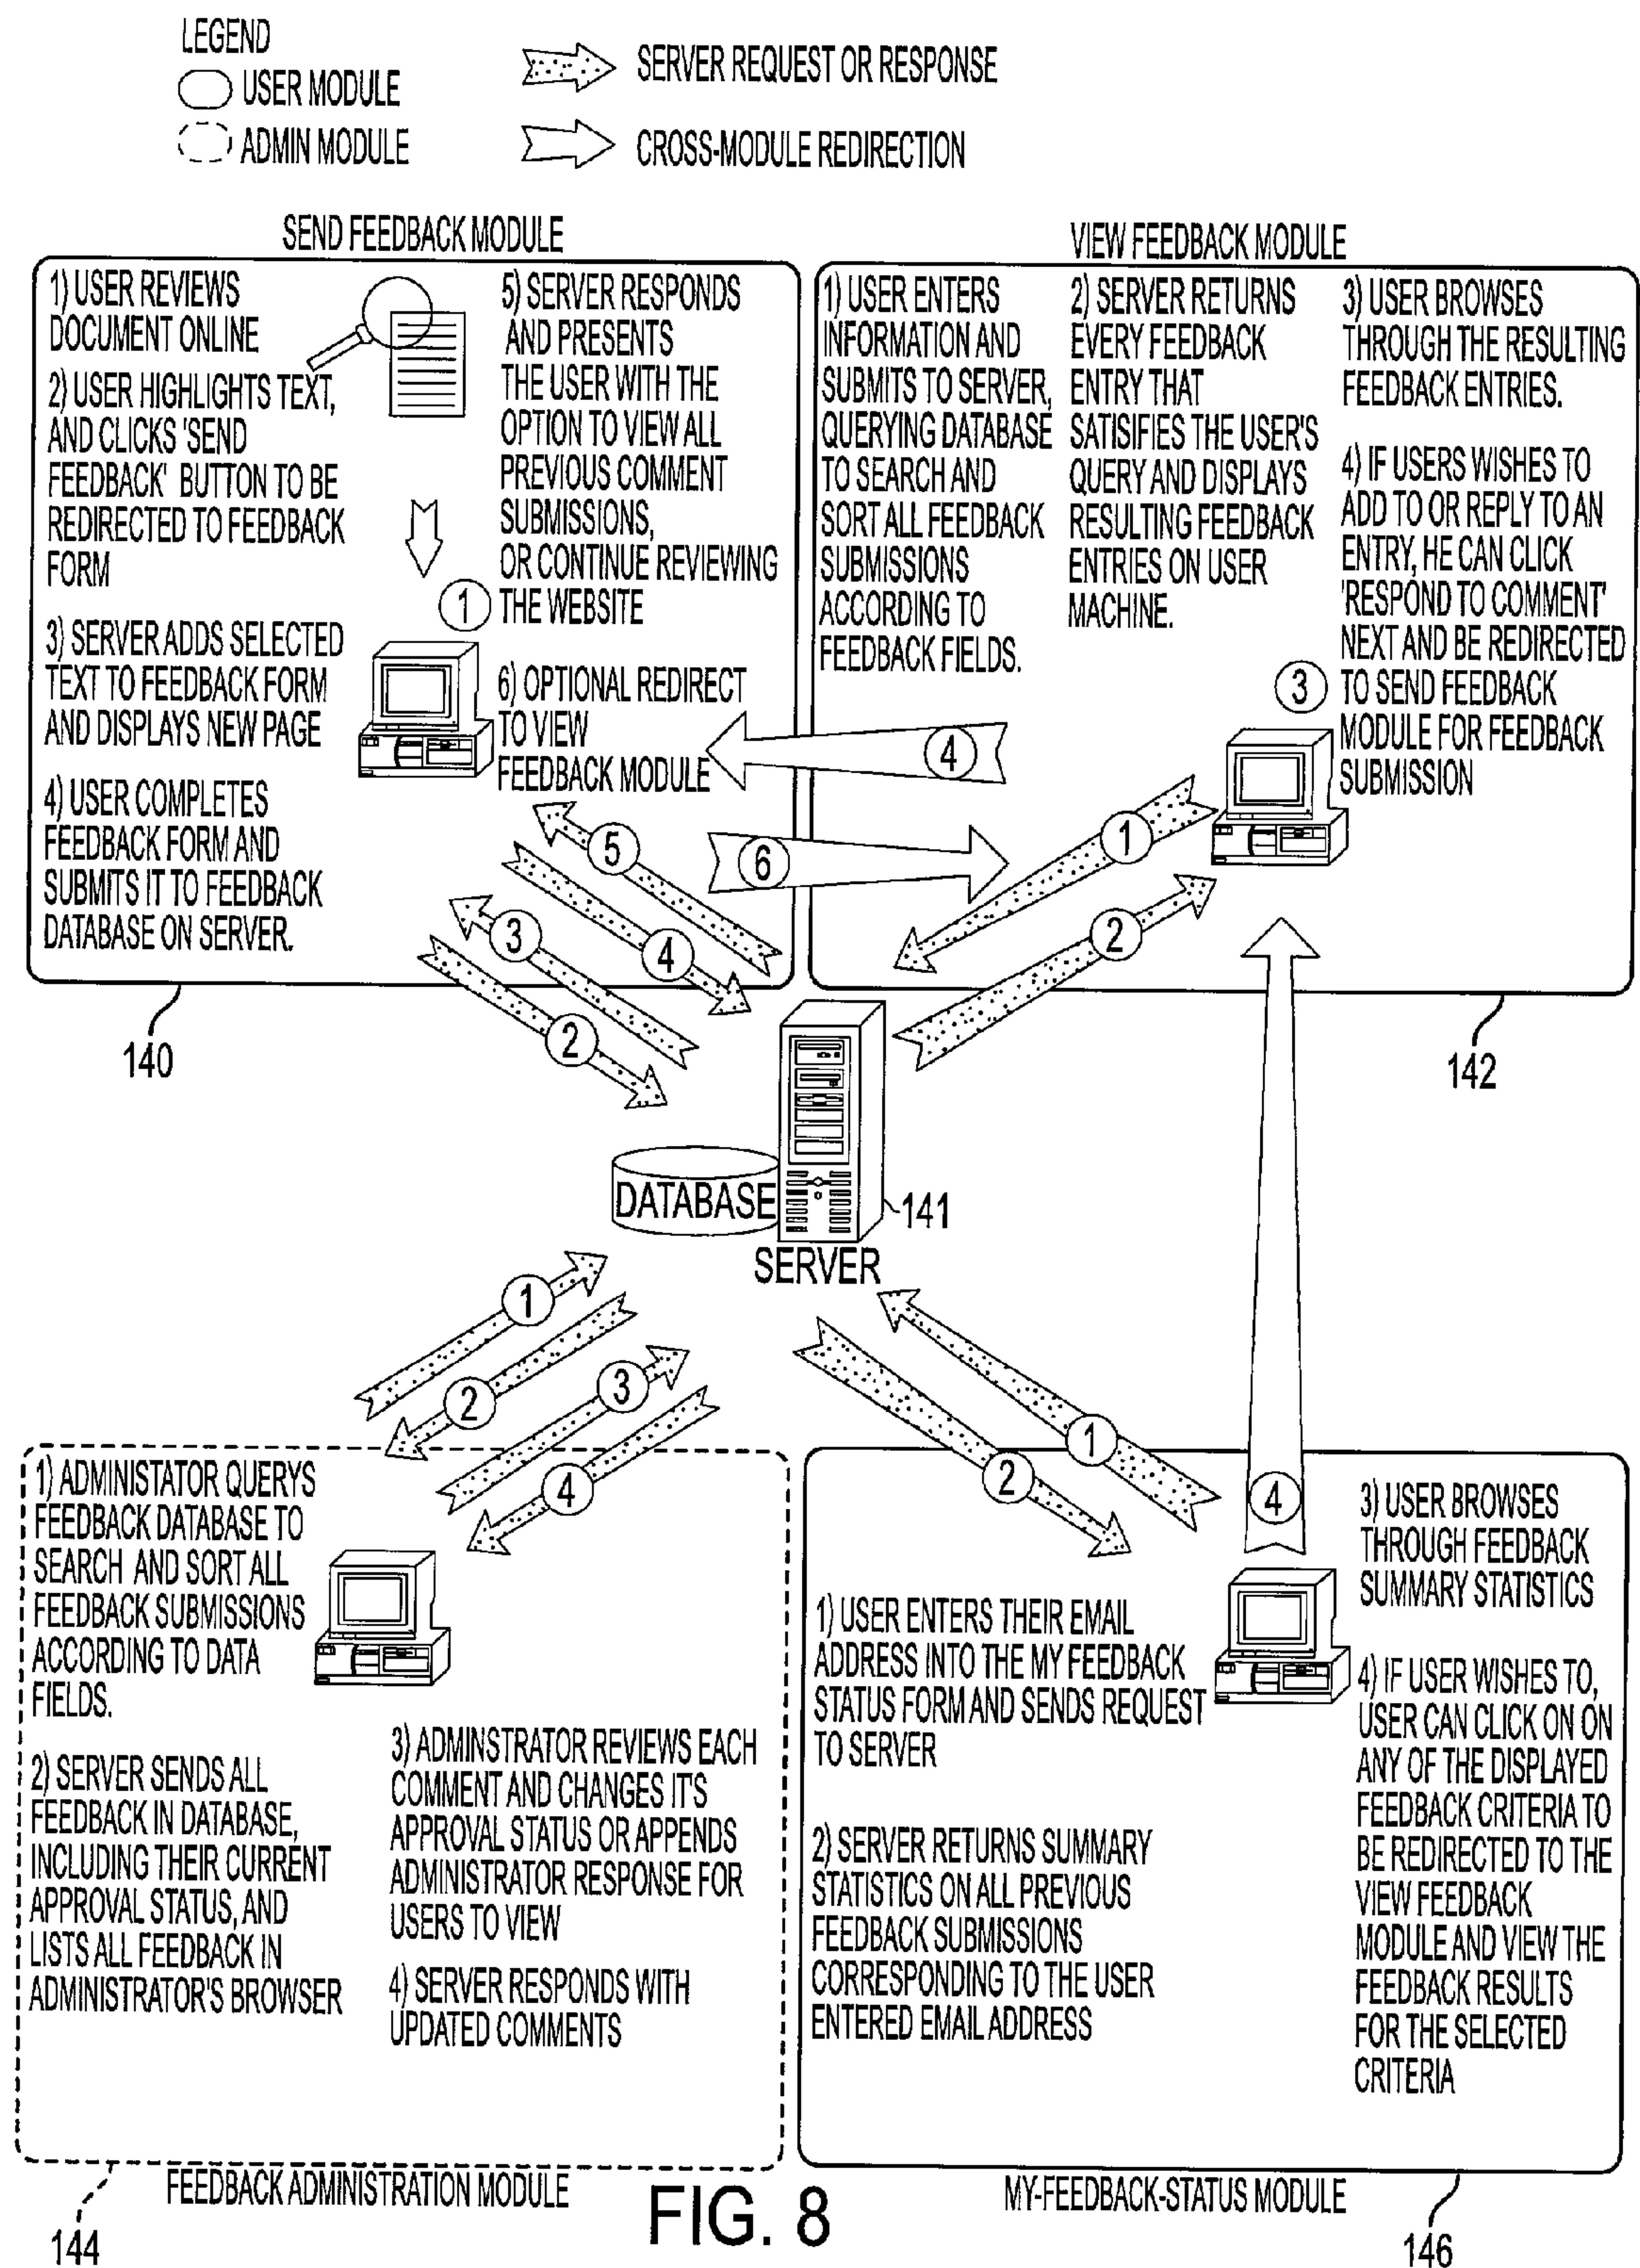 LEGEND
USER MODULE
ADMIN MODULE
SERVER REQUEST OR RESPONSE
CROSS-MODULE REDIRECTION
SEND FEEDBACK MODULE
1) USER REVIEWS
DOCUMENT ONLINE
2) USER HIGHLIGHTS TEXT,
AND CLICKS 'SEND
FEEDBACK' BUTTON TO BE
REDIRECTED TO FEEDBACK
FORM
3) SERVER ADDS SELECTED
TEXT TO FEEDBACK FORM
AND DISPLAYS NEW PAGE
4) USER COMPLETES
FEEDBACK FORM AND
SUBMITS IT TO FEEDBACK
DATABASE ON SERVER.
1
5) SERVER RESPONDS
AND PRESENTS
THE USER WITH THE
OPTION TO VIEW ALL
PREVIOUS COMMENT
SUBMISSIONS,
OR CONTINUE REVIEWING
THE WEBSITE
6) OPTIONAL REDIRECT
TO VIEW
FEEDBACK MODULE
VIEW FEEDBACK MODULE
1) USER ENTERS
INFORMATION AND
SUBMITS TO SERVER,
QUERYING DATABASE
TO SEARCH AND
SORT ALL FEEDBACK
SUBMISSIONS
ACCORDING TO
FEEDBACK FIELDS.
2) SERVER RETURNS
EVERY FEEDBACK
ENTRY THAT
SATISIFIES THE USER'S
QUERY AND DISPLAYS
RESULTING FEEDBACK
ENTRIES ON USER
MACHINE.
3) USER BROWSES
THROUGH THE RESULTING
FEEDBACK ENTRIES.
4) IF USERS WISHES TO
ADD TO OR REPLY TO AN
ENTRY, HE CAN CLICK
'RESPOND TO COMMENT'
NEXT AND BE REDIRECTED
TO SEND FEEDBACK
MODULE FOR FEEDBACK
SUBMISSION
3
4
6
5
4
3
2
1
2
140
142
DATABASE
SERVER
141
1
2
3
4
1
2
4
1) ADMINISTATOR QUERYS
FEEDBACK DATABASE TO
SEARCH AND SORT ALL
FEEDBACK SUBMISSIONS
ACCORDING TO DATA
FIELDS.
2) SERVER SENDS ALL
FEEDBACK IN DATABASE,
INCLUDING THEIR CURRENT
APPROVAL STATUS, AND
LISTS ALL FEEDBACK IN
ADMINISTRATOR'S BROWSER
3) ADMINSTRATOR REVIEWS EACH
COMMENT AND CHANGES IT'S
APPROVAL STATUS OR APPENDS
ADMINISTRATOR RESPONSE FOR
USERS TO VIEW
4) SERVER RESPONDS WITH
UPDATED COMMENTS
FEEDBACK ADMINISTRATION MODULE
144
1) USER ENTERS THEIR EMAIL
ADDRESS INTO THE MY FEEDBACK
STATUS FORM AND SENDS REQUEST
TO SERVER
2) SERVER RETURNS SUMMARY
STATISTICS ON ALL PREVIOUS
FEEDBACK SUBMISSIONS
CORRESPONDING TO THE USER
ENTERED EMAIL ADDRESS
3) USER BROWSES
THROUGH FEEDBACK
SUMMARY STATISTICS
4) IF USER WISHES TO,
USER CAN CLICK ON ON
ANY OF THE DISPLAYED
FEEDBACK CRITERIA TO
BE REDIRECTED TO THE
VIEW FEEDBACK
MODULE AND VIEW THE
FEEDBACK RESULTS
FOR THE SELECTED
CRITERIA
MY-FEEDBACK-STATUS MODULE
146
FIG. 8